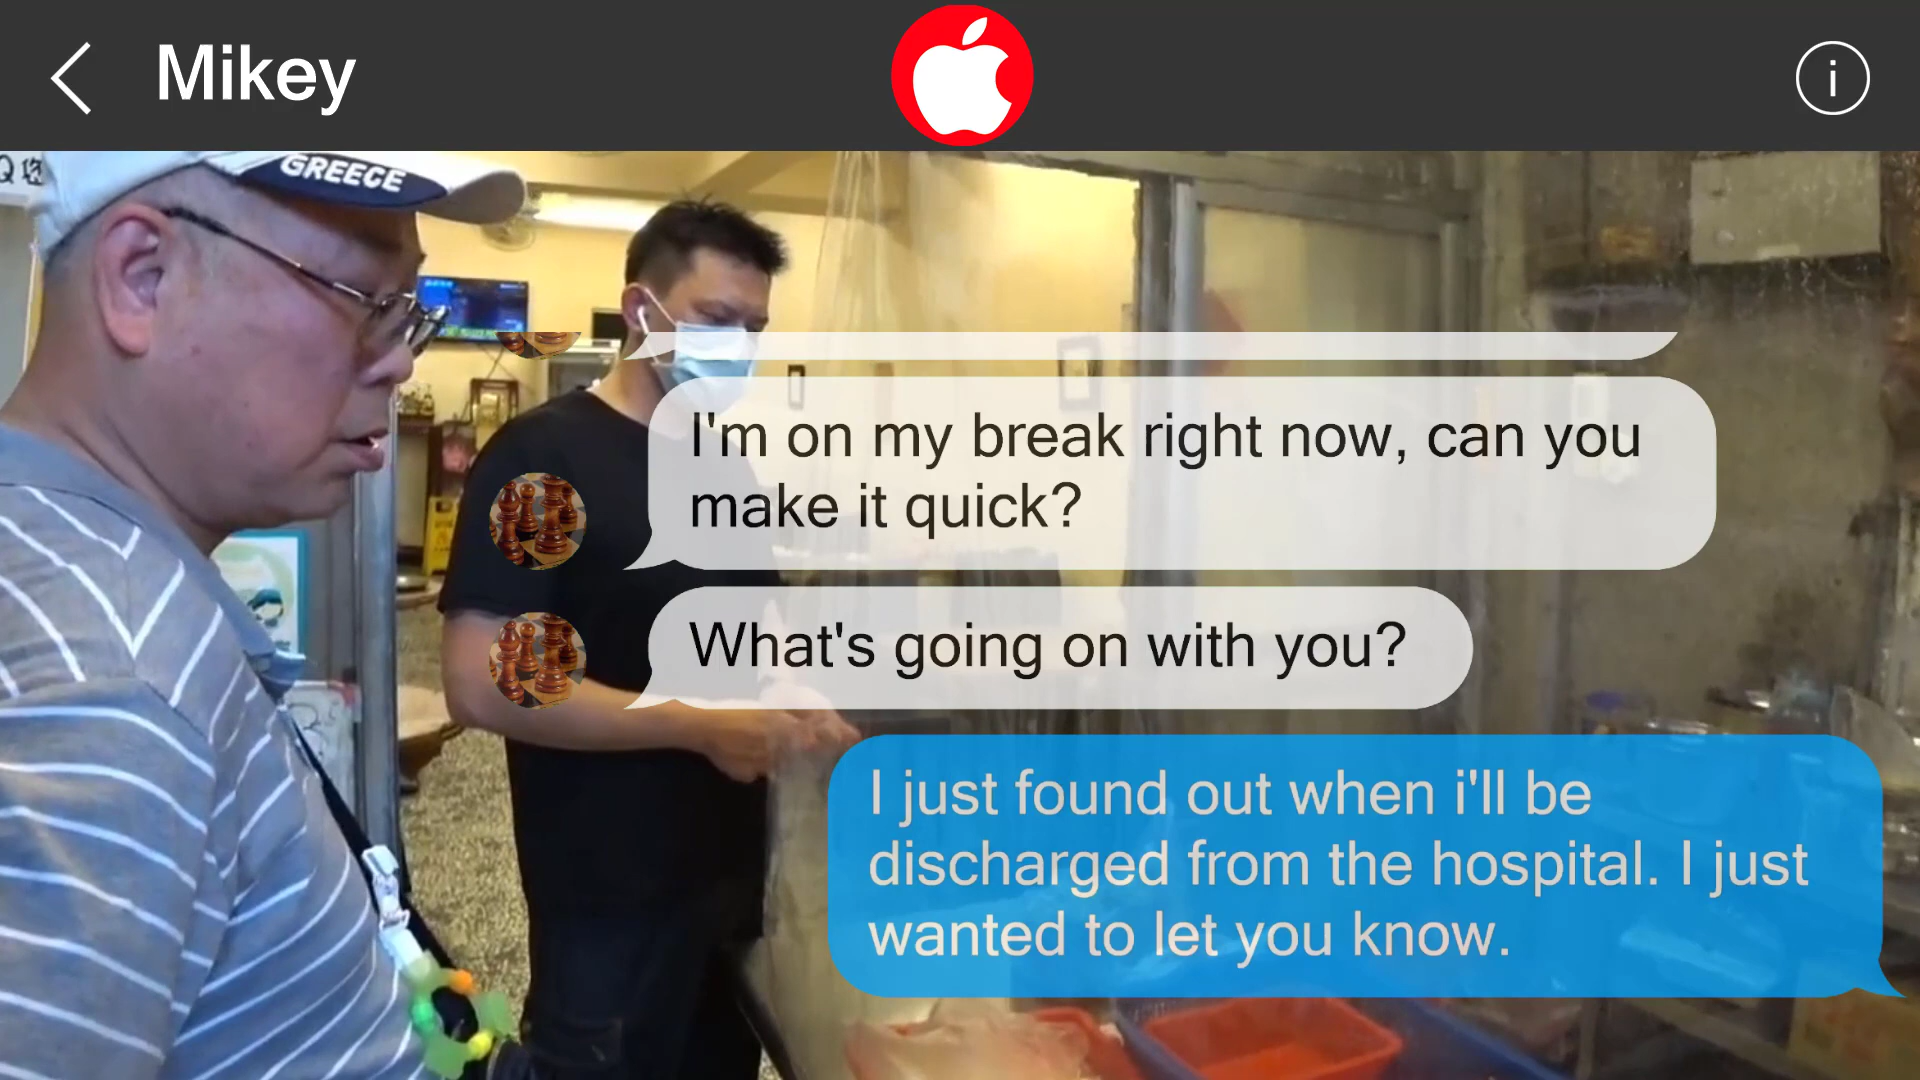 Mikey
i
GREECE
I'm on my break right now, can you
make it quick?
What's going on with you?
I just found out when i'll be
discharged from the hospital. I just
wanted to let you know.